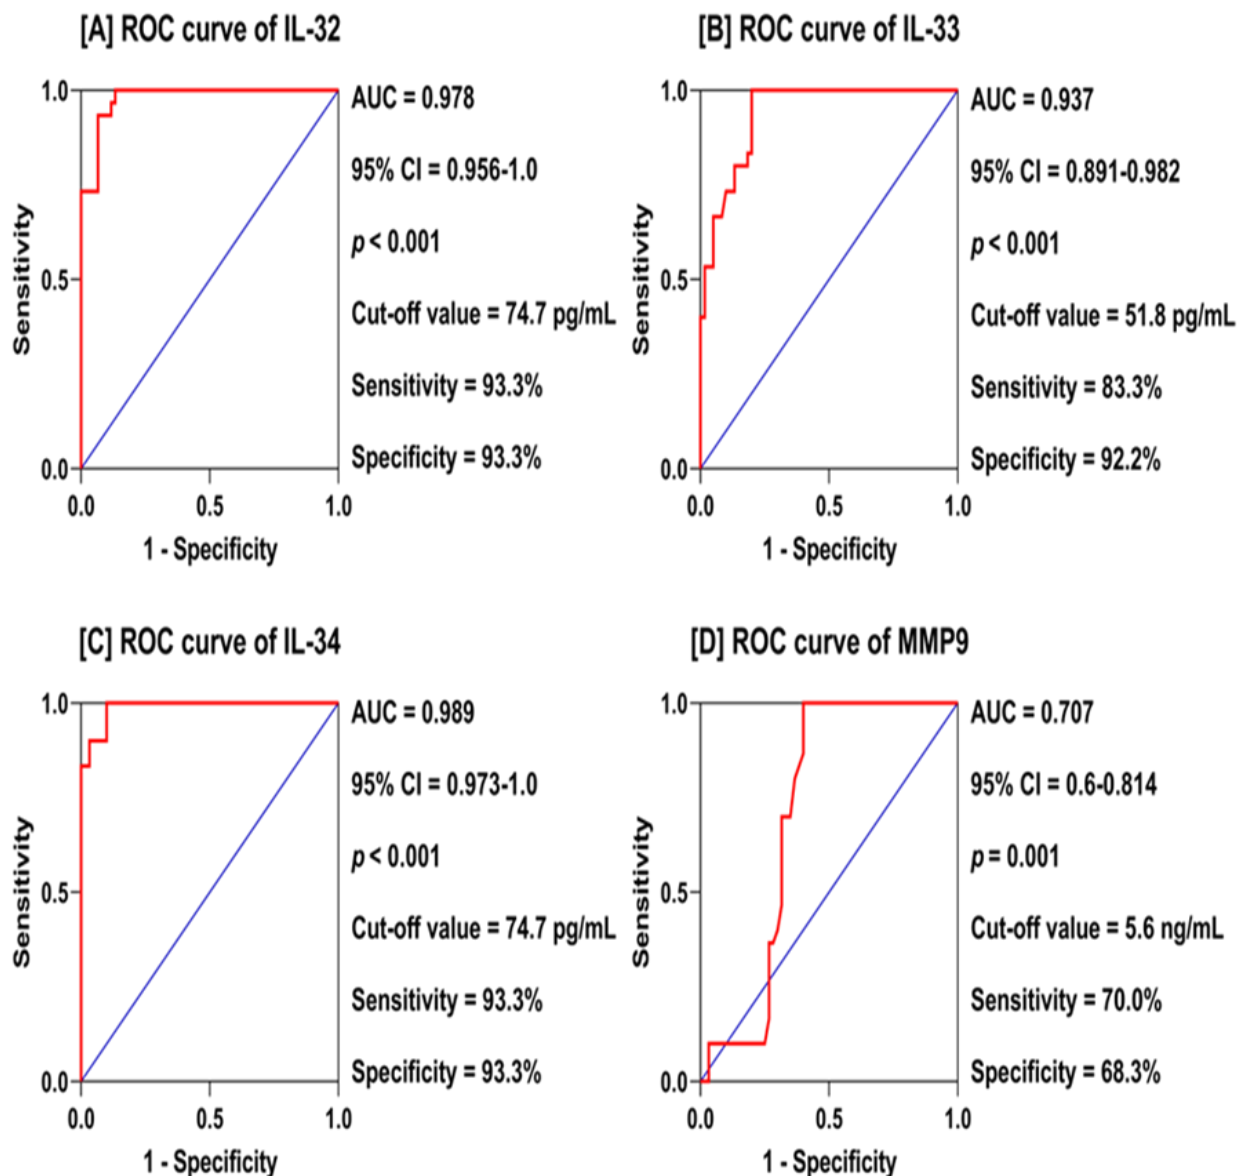 [A] ROC curve of IL-32
1.0
0.5
0.0
Sensitivity
0.0 0.5 1.0
1 - Specificity
AUC = 0.978
95% CI = 0.956-1.0
p < 0.001
Cut-off value = 74.7 pg/mL
Sensitivity = 93.3%
Specificity = 93.3%
[B] ROC curve of IL-33
1.0
0.5
0.0
Sensitivity
0.0 0.5 1.0
1 - Specificity
AUC = 0.937
95% CI = 0.891-0.982
p < 0.001
Cut-off value = 51.8 pg/mL
Sensitivity = 83.3%
Specificity = 92.2%
[C] ROC curve of IL-34
1.0
0.5
0.0
Sensitivity
0.0 0.5 1.0
1 - Specificity
AUC = 0.989
95% CI = 0.973-1.0
p < 0.001
Cut-off value = 74.7 pg/mL
Sensitivity = 93.3%
Specificity = 93.3%
[D] ROC curve of MMP9
1.0
0.5
0.0
Sensitivity
0.0 0.5 1.0
1 - Specificity
AUC = 0.707
95% CI = 0.6-0.814
p = 0.001
Cut-off value = 5.6 ng/mL
Sensitivity = 70.0%
Specificity = 68.3%